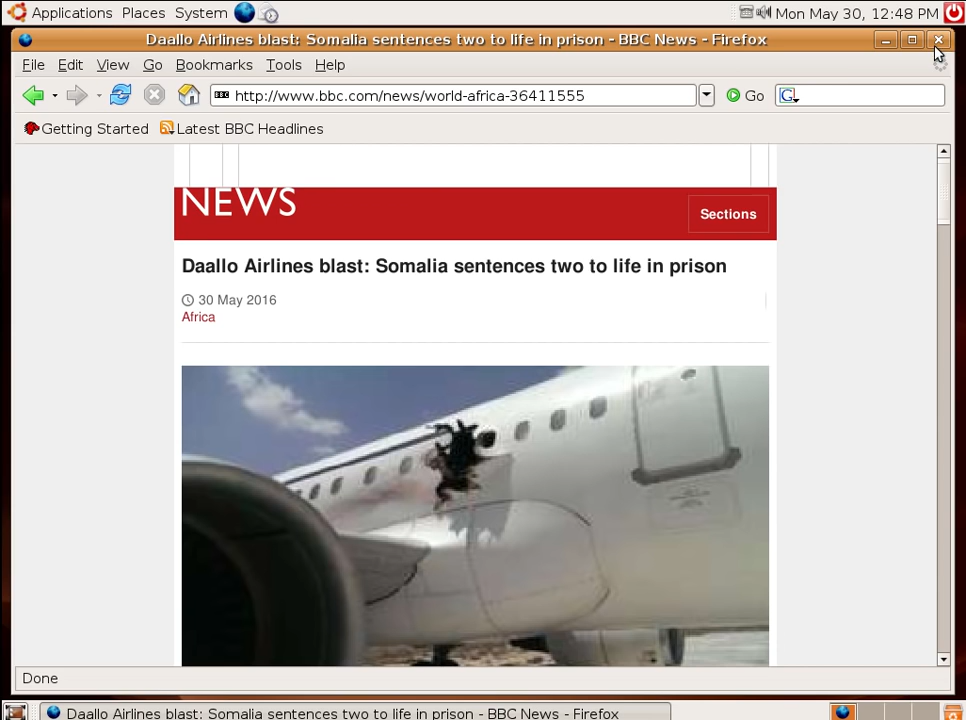 Applications Places System Mon May 30, 12:48 PM
Daallo Airlines blast: Somalia sentences two to life in prison - BBC News - Firefox
File Edit View Go Bookmarks Tools Help
BBC http://www.bbc.com/news/world-africa-36411555 Go G
Getting Started Latest BBC Headlines
NEWS Sections
Daallo Airlines blast: Somalia sentences two to life in prison
30 May 2016
Africa
Done
Daallo Airlines blast: Somalia sentences two to life in prison - BBC News - Firefox